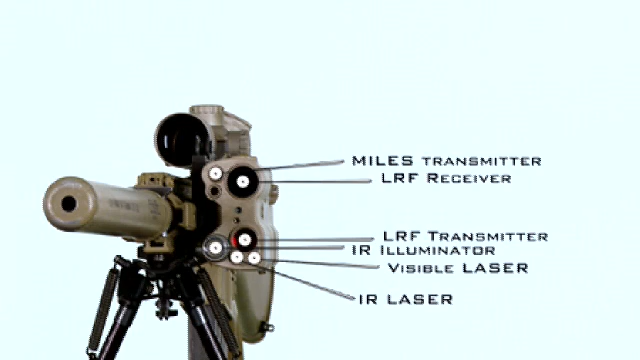 MILES TRANSMITTER
LRF RECEIVER
LRF TRANSMITTER
IR ILLUMINATOR
VISIBLE LASER
IR LASER